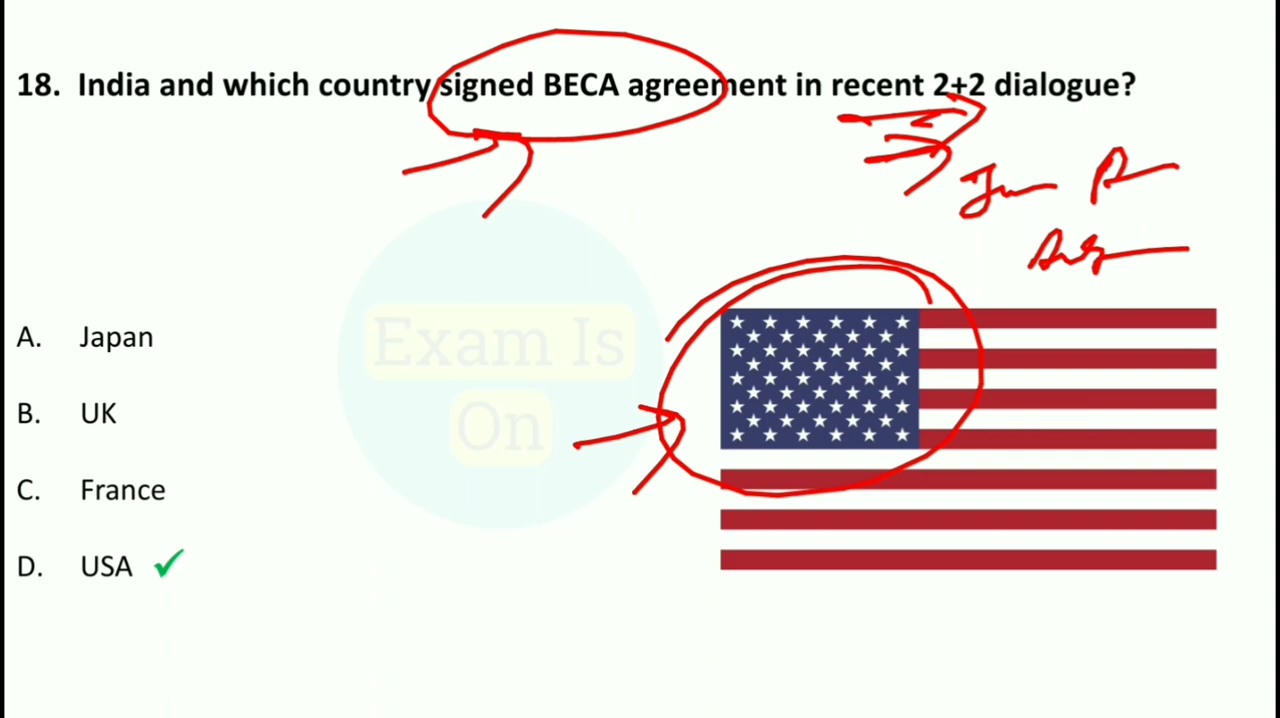 18. India and which country signed BECA agreement in recent 2+2 dialogue?
Exam Is
On
A. Japan
B. UK
C. France
D. USA ✓